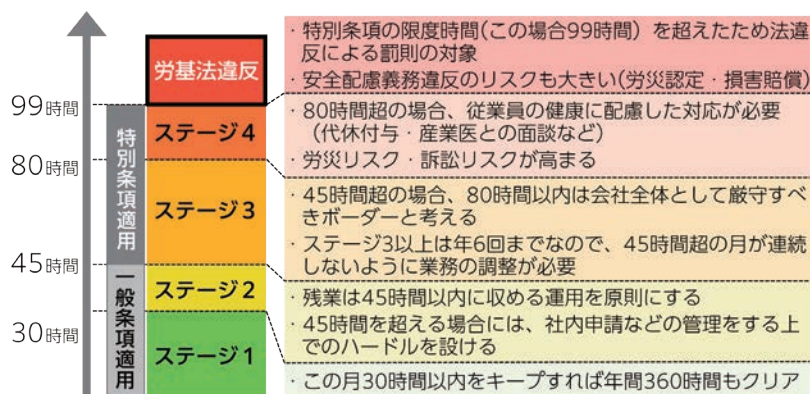 99時間
80時間
45時間
30時間
特別条項適用
一般条項適用
労基法違反
ステージ4
ステージ3
ステージ2
ステージ1
・特別条項の限度時間(この場合99時間)を超えたため法違
反による罰則の対象
・安全配慮義務違反のリスクも大きい(労災認定・損害賠償)
・80時間超の場合、従業員の健康に配慮した対応が必要
（代休付与・産業医との面談など）
・労災リスク・訴訟リスクが高まる
・45時間超の場合、80時間以内は会社全体として厳守すべ
きボーダーと考える
・ステージ3以上は年6回までなので、45時間超の月が連続
しないように業務の調整が必要
・残業は45時間以内に収める運用を原則にする
・45時間を超える場合には、社内申請などの管理をする上
でのハードルを設ける
・この月30時間以内をキープすれば年間360時間もクリア